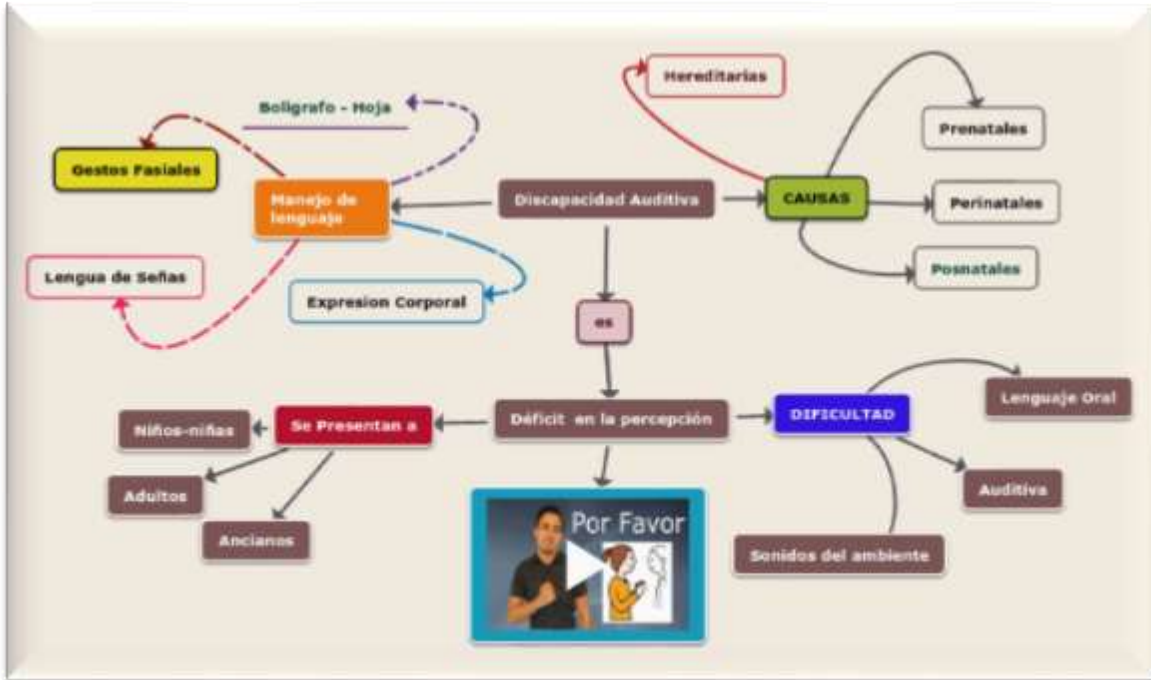 Hereditarias
Boligrafo - Hoja
Prenatales
Gestos Fasiales
Manejo de
lenguaje
Discapacidad Auditiva
CAUSAS
Perinatales
Lengua de Señas
Expresion Corporal
Posnatales
es
Lenguaje Oral
Niños-niñas
Se Presentan a
Déficit en la percepción
DIFICULTAD
Adultos
Auditiva
Ancianos
Por Favor
Sonidos del ambiente